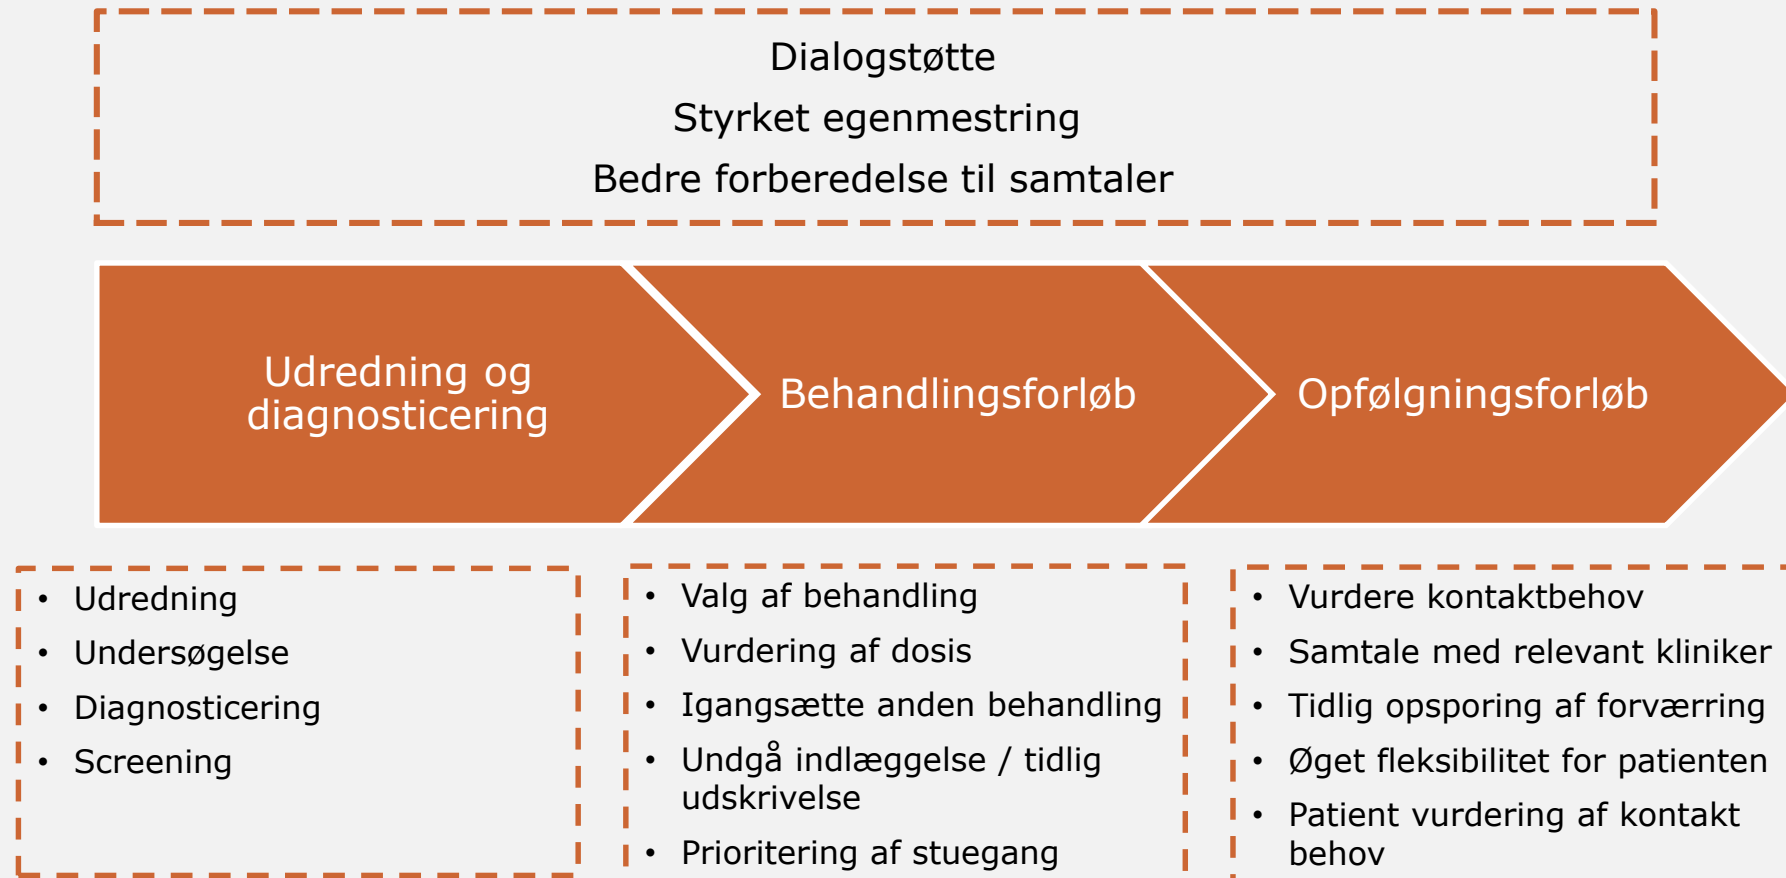 Dialogstøtte
Styrket egenmestring
Bedre forberedelse til samtaler
Udredning og
diagnosticering
Behandlingsforløb
Opfølgningsforløb
• Udredning
• Undersøgelse
• Diagnosticering
• Screening
• Valg af behandling
• Vurdering af dosis
• Igangsætte anden behandling
• Undgå indlæggelse / tidlig
udskrivelse
• Prioritering af stuegang
• Vurdere kontaktbehov
• Samtale med relevant kliniker
• Tidlig opsporing af forværring
• Øget fleksibilitet for patienten
• Patient vurdering af kontakt
behov